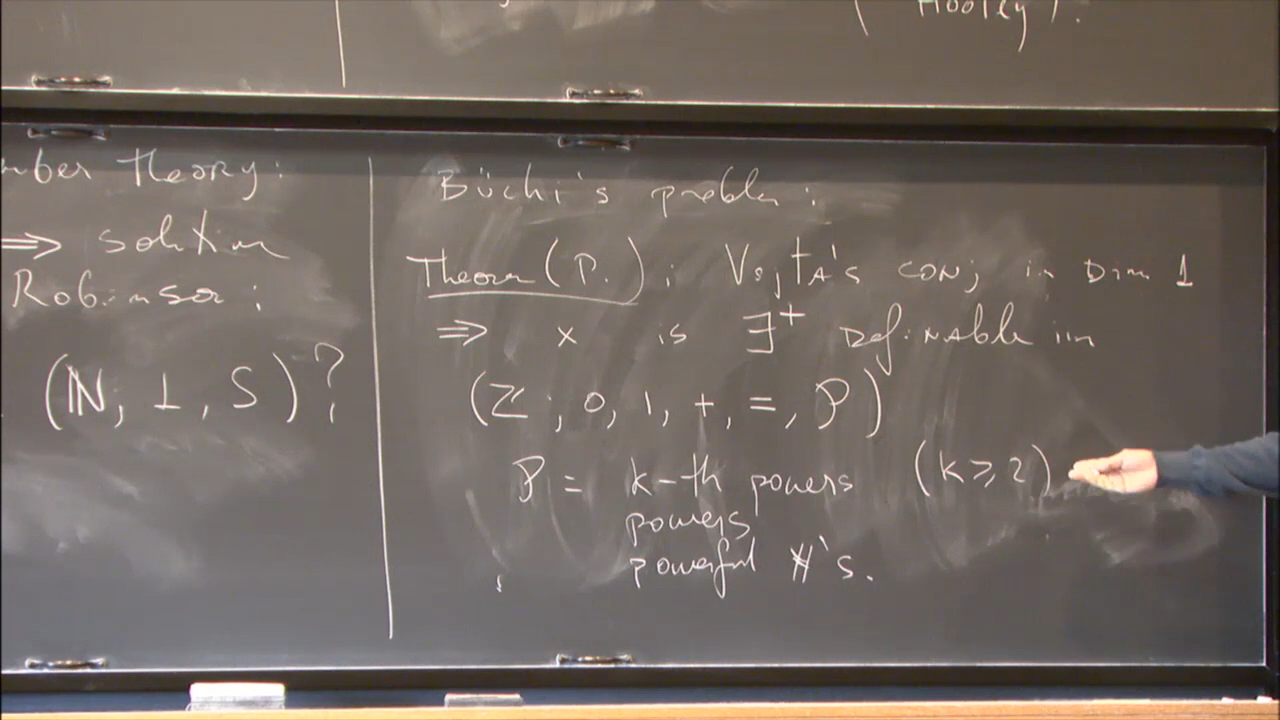 Hooley).
mber Theory:
⟹ solution
Robinson:
(ℕ; ⊥, S)?
Büchi's problem:
Theorem (P.): Vojta's conj in Dim 1
⟹ x is ∃⁺ Definable in
(ℤ; 0, 1, +, =, P)
P = k-th powers (k ⩾ 2)
powers
powerful #'s.